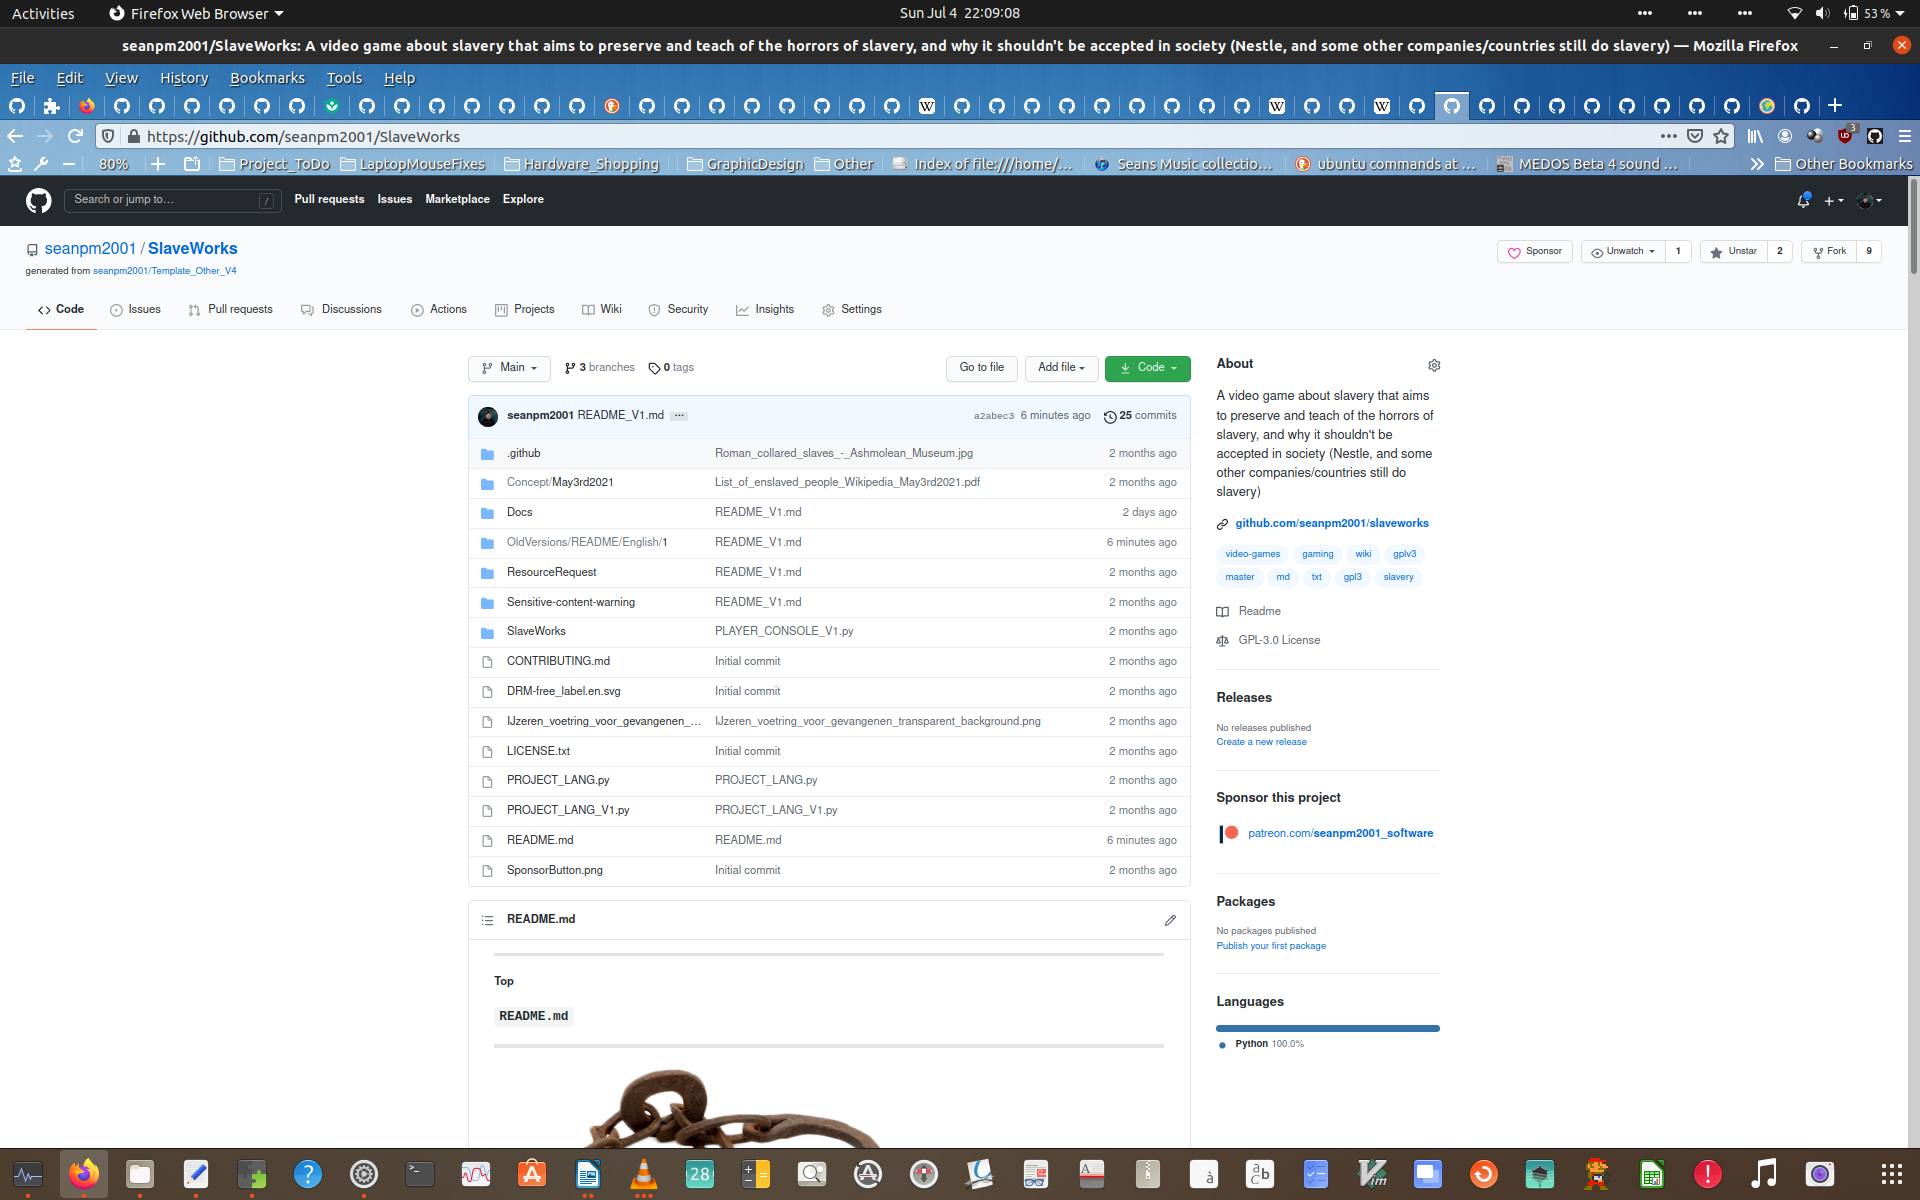 Activities
Firefox Web Browser
Sun Jul 4  22:09:08
53 %
seanpm2001/SlaveWorks: A video game about slavery that aims to preserve and teach of the horrors of slavery, and why it shouldn't be accepted in society (Nestle, and some other companies/countries still do slavery) — Mozilla Firefox
File Edit View History Bookmarks Tools Help
https://github.com/seanpm2001/SlaveWorks
3
80%
Project_ToDo
LaptopMouseFixes
Hardware_Shopping
GraphicDesign
Other
Index of file:///home/...
Seans Music collectio...
ubuntu commands at ...
MEDOS Beta 4 sound ...
Other Bookmarks
Search or jump to...
/
Pull requests Issues Marketplace Explore
seanpm2001 / SlaveWorks
generated from seanpm2001/Template_Other_V4
Sponsor
Unwatch 1
Unstar 2
Fork 9
Code Issues Pull requests Discussions Actions Projects Wiki Security Insights Settings
Main
3 branches
0 tags
Go to file
Add file
Code
seanpm2001 README_V1.md ...
a2abec3 6 minutes ago
25 commits
.github Roman_collared_slaves_-_Ashmolean_Museum.jpg 2 months ago
Concept/May3rd2021 List_of_enslaved_people_Wikipedia_May3rd2021.pdf 2 months ago
Docs README_V1.md 2 days ago
OldVersions/README/English/1 README_V1.md 6 minutes ago
ResourceRequest README_V1.md 2 months ago
Sensitive-content-warning README_V1.md 2 months ago
SlaveWorks PLAYER_CONSOLE_V1.py 2 months ago
CONTRIBUTING.md Initial commit 2 months ago
DRM-free_label.en.svg Initial commit 2 months ago
IJzeren_voetring_voor_gevangenen_... IJzeren_voetring_voor_gevangenen_transparent_background.png 2 months ago
LICENSE.txt Initial commit 2 months ago
PROJECT_LANG.py PROJECT_LANG.py 2 months ago
PROJECT_LANG_V1.py PROJECT_LANG_V1.py 2 months ago
README.md README.md 6 minutes ago
SponsorButton.png Initial commit 2 months ago
README.md
Top
README.md
About
A video game about slavery that aims
to preserve and teach of the horrors of
slavery, and why it shouldn't be
accepted in society (Nestle, and some
other companies/countries still do
slavery)
github.com/seanpm2001/slaveworks
video-games gaming wiki gplv3
master md txt gpl3 slavery
Readme
GPL-3.0 License
Releases
No releases published
Create a new release
Sponsor this project
patreon.com/seanpm2001_software
Packages
No packages published
Publish your first package
Languages
Python 100.0%
28